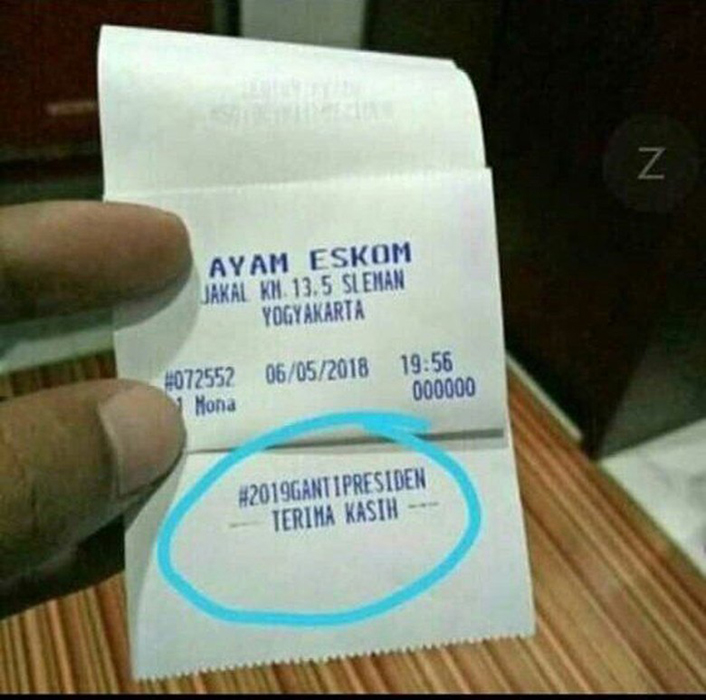 AYAM ESKOM
JAKAL KM.13.5 SLEMAN
YOGYAKARTA
#072552 06/05/2018 19:56
1 Mona 000000
#2019GANTIPRESIDEN
--- TERIMA KASIH ---
Z